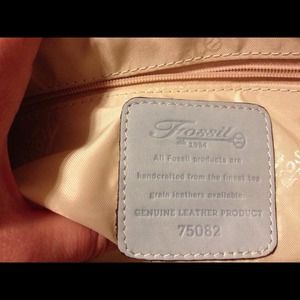 Fossil
1954
All Fossil products are
handcrafted from the finest top
grain leathers available.
GENUINE LEATHER PRODUCT
75082